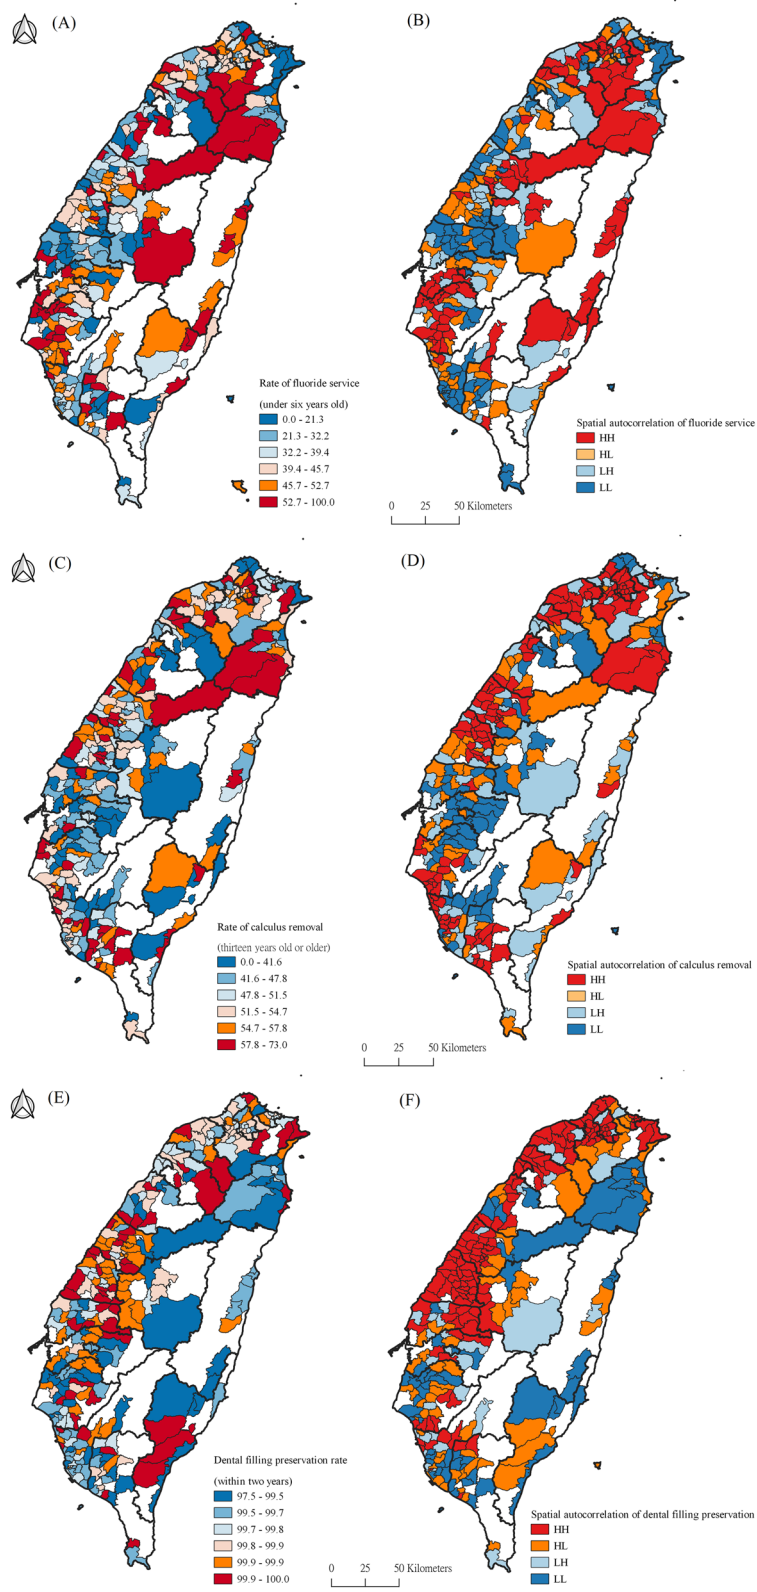 (A)
Rate of fluoride service
(under six years old)
0.0 - 21.3
21.3 - 32.2
32.2 - 39.4
39.4 - 45.7
45.7 - 52.7
52.7 - 100.0
(B)
Spatial autocorrelation of fluoride service
HH
HL
LH
LL
0 25 50 Kilometers
(C)
Rate of calculus removal
(thirteen years old or older)
0.0 - 41.6
41.6 - 47.8
47.8 - 51.5
51.5 - 54.7
54.7 - 57.8
57.8 - 73.0
(D)
Spatial autocorrelation of calculus removal
HH
HL
LH
LL
0 25 50 Kilometers
(E)
Dental filling preservation rate
(within two years)
97.5 - 99.5
99.5 - 99.7
99.7 - 99.8
99.8 - 99.9
99.9 - 99.9
99.9 - 100.0
(F)
Spatial autocorrelation of dental filling preservation
HH
HL
LH
LL
0 25 50 Kilometers